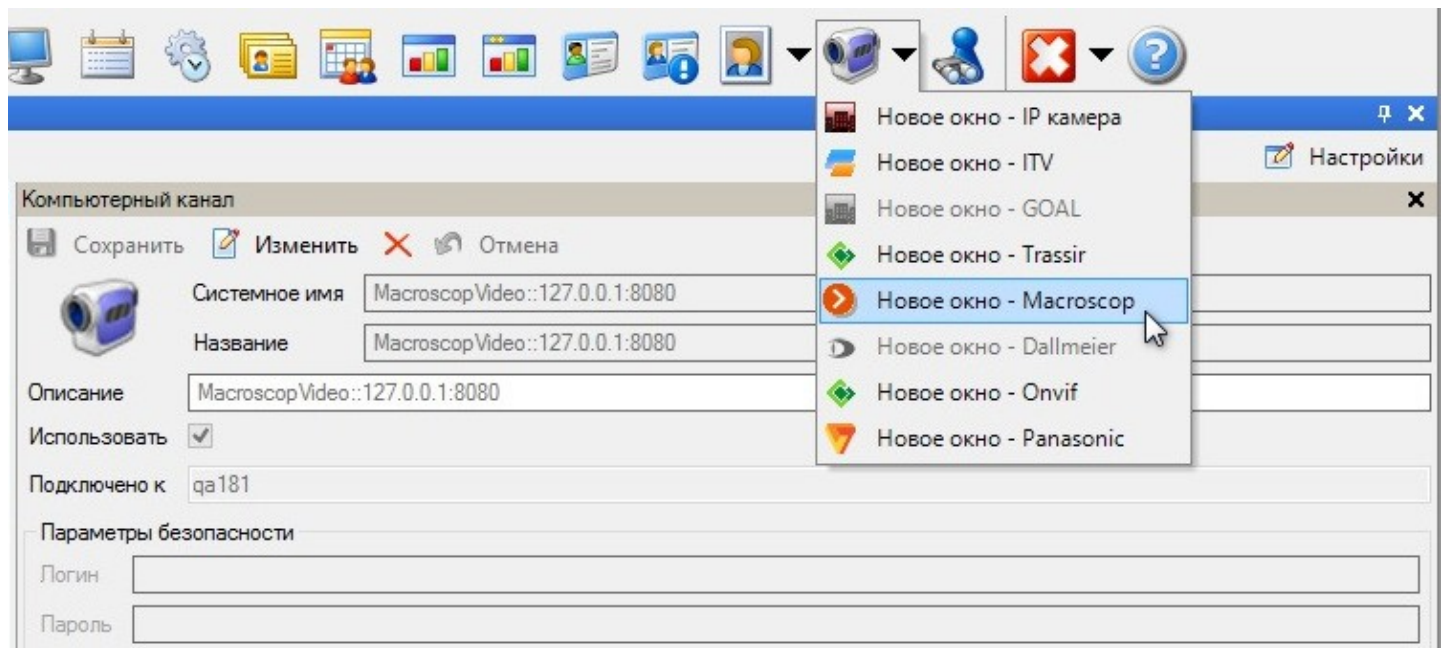 Новое окно - IP камера
Новое окно - ITV
Новое окно - GOAL
Новое окно - Trassir
Новое окно - Macroscop
Новое окно - Dallmeier
Новое окно - Onvif
Новое окно - Panasonic
Настройки
Компьютерный канал
Сохранить Изменить Отмена
Системное имя MacroscopVideo::127.0.0.1:8080
Название MacroscopVideo::127.0.0.1:8080
Описание MacroscopVideo::127.0.0.1:8080
Использовать
Подключено к qa181
Параметры безопасности
Логин
Пароль